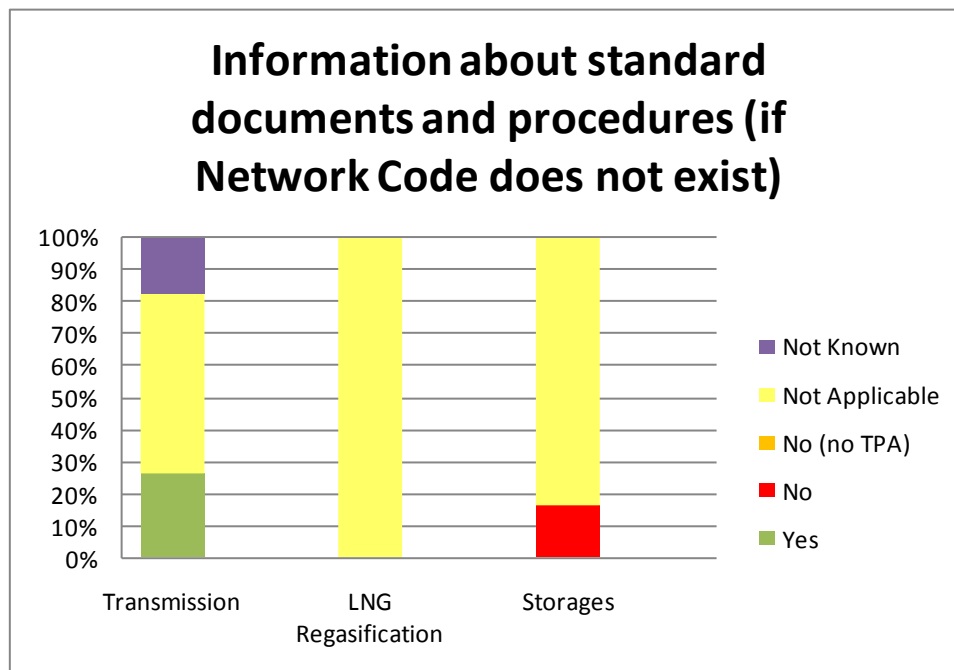 Information about standard
documents and procedures (if
Network Code does not exist)
100%
90%
80%
70%
60%
50%
40%
30%
20%
10%
0%
Transmission
LNG
Regasification
Storages
Not Known
Not Applicable
No (no TPA)
No
Yes